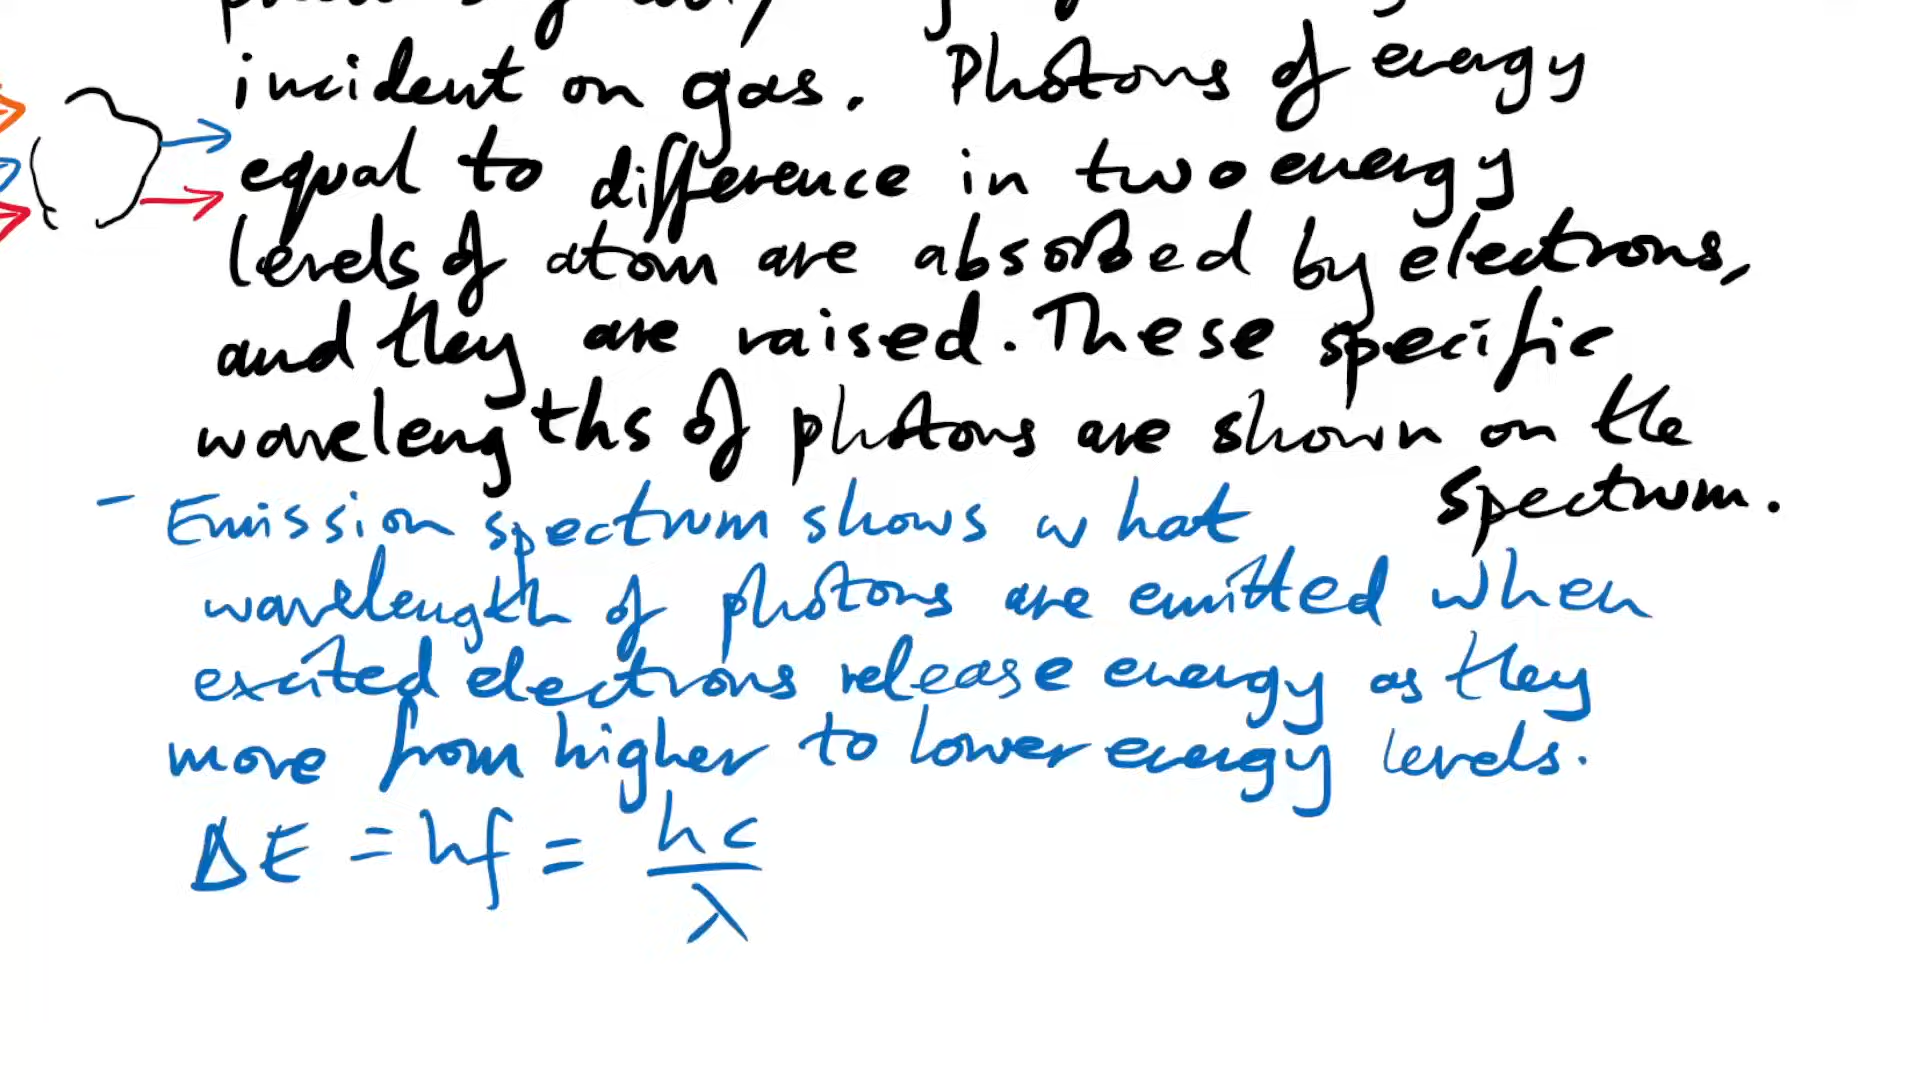 incident on gas. Photons of energy
equal to difference in two energy
levels of atom are absorbed by electrons,
and they are raised. These specific
wavelengths of photons are shown on the
spectrum.
- Emission spectrum shows what
wavelength of photons are emitted when
excited electrons release energy as they
move from higher to lower energy levels.
ΔE = hf = hc/λ